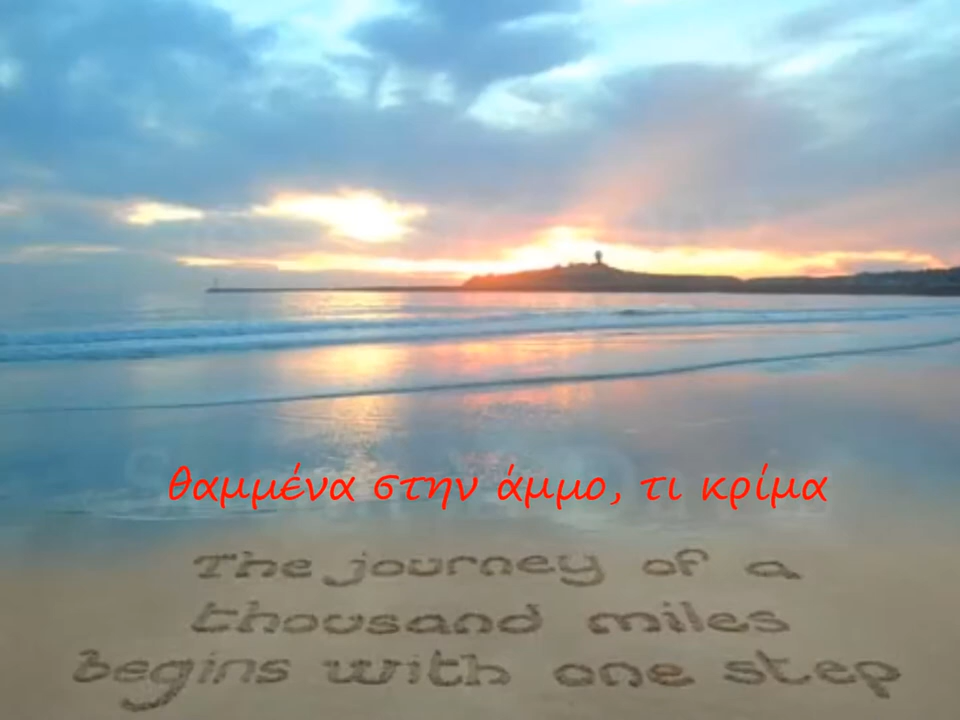 θαμμένα στην άμμο, τι κρίμα
The journey of a
thousand miles
begins with one step